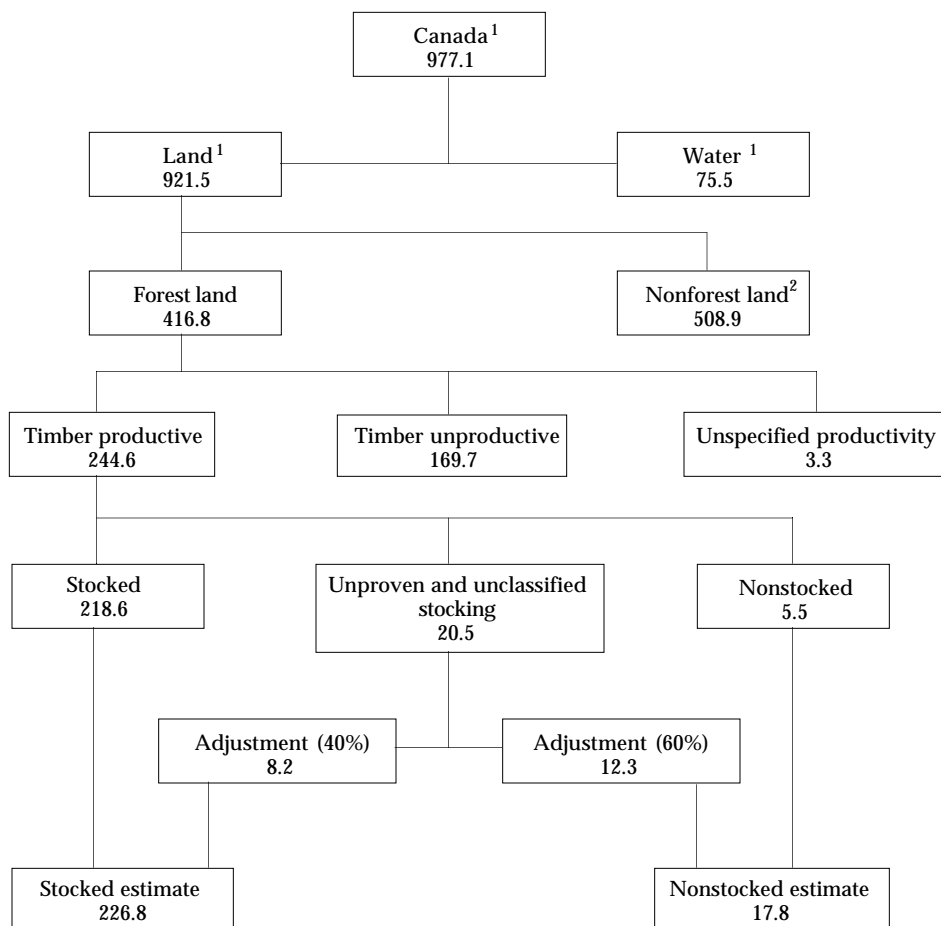 Canada¹
977.1
Land¹
921.5
Water ¹
75.5
Forest land
416.8
Nonforest land²
508.9
Timber productive
244.6
Timber unproductive
169.7
Unspecified productivity
3.3
Stocked
218.6
Unproven and unclassified
stocking
20.5
Nonstocked
5.5
Adjustment (40%)
8.2
Adjustment (60%)
12.3
Stocked estimate
226.8
Nonstocked estimate
17.8